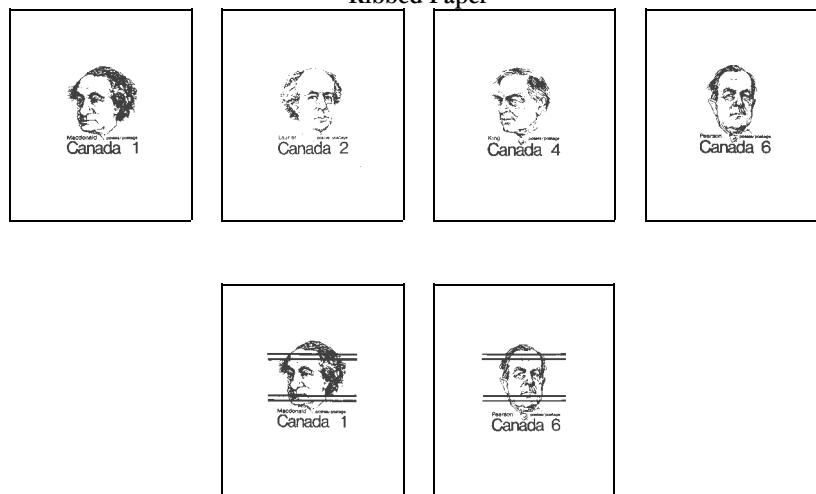 Ribbed Paper
Macdonald postes/postage
Canada 1
Laurier postes/postage
Canada 2
King postes/postage
Canada 4
Pearson postes/postage
Canada 6
Macdonald postes/postage
Canada 1
Pearson postes/postage
Canada 6